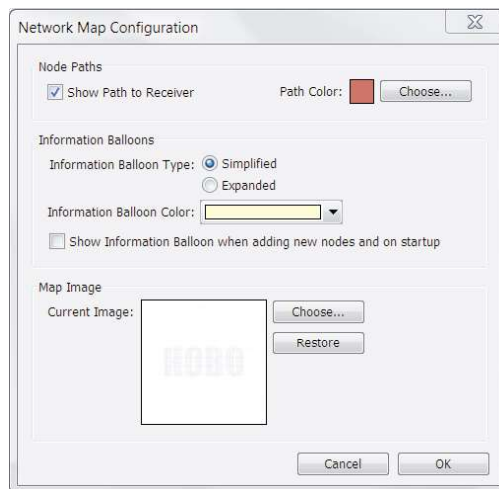 Network Map Configuration
Node Paths
Show Path to Receiver Path Color: Choose...
Information Balloons
Information Balloon Type: Simplified
Expanded
Information Balloon Color:
Show Information Balloon when adding new nodes and on startup
Map Image
Current Image: Choose...
HOBO
Restore
Cancel OK